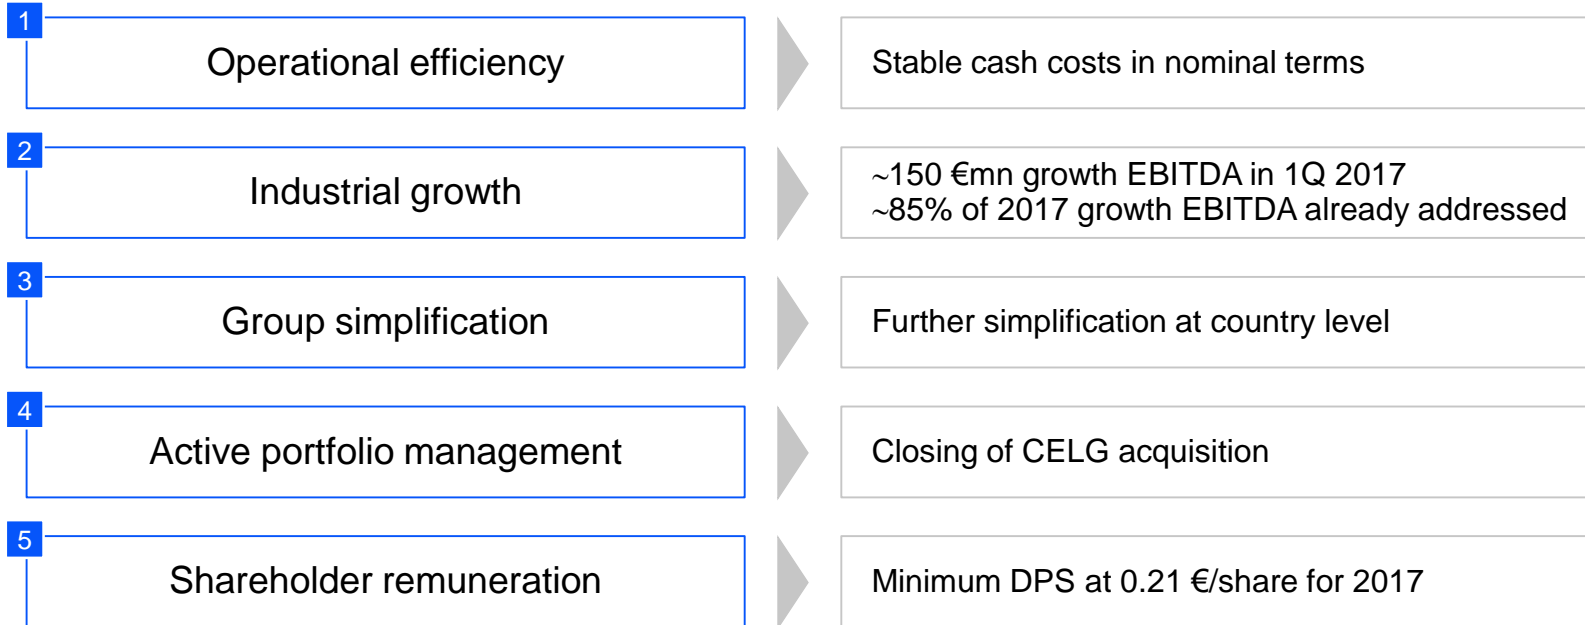 1
Operational efficiency
Stable cash costs in nominal terms
2
Industrial growth
~150 €mn growth EBITDA in 1Q 2017
~85% of 2017 growth EBITDA already addressed
3
Group simplification
Further simplification at country level
4
Active portfolio management
Closing of CELG acquisition
5
Shareholder remuneration
Minimum DPS at 0.21 €/share for 2017